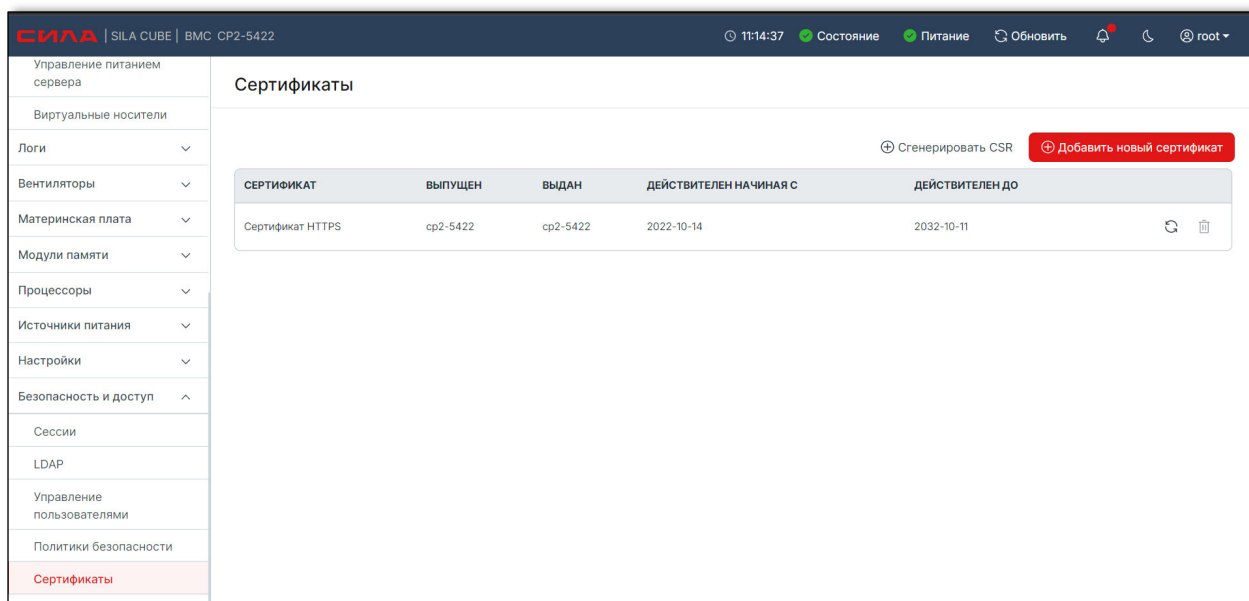 СИЛА | SILA CUBE | BMC CP2-5422 11:14:37 Состояние Питание Обновить root
Управление питанием
сервера
Виртуальные носители
Логи
Вентиляторы
Материнская плата
Модули памяти
Процессоры
Источники питания
Настройки
Безопасность и доступ
Сессии
LDAP
Управление
пользователями
Политики безопасности
Сертификаты
Сертификаты
Сгенерировать CSR Добавить новый сертификат
СЕРТИФИКАТ ВЫПУЩЕН ВЫДАН ДЕЙСТВИТЕЛЕН НАЧИНАЯ С ДЕЙСТВИТЕЛЕН ДО
Сертификат HTTPS cp2-5422 cp2-5422 2022-10-14 2032-10-11